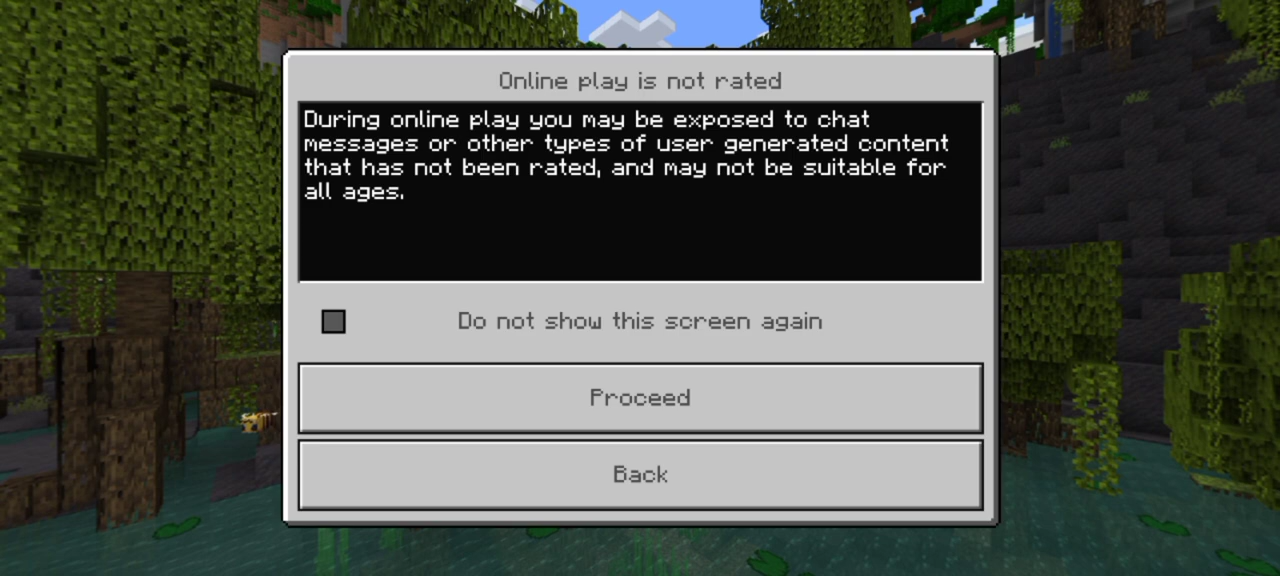 Online play is not rated
During online play you may be exposed to chat
messages or other types of user generated content
that has not been rated, and may not be suitable for
all ages.
Do not show this screen again
Proceed
Back